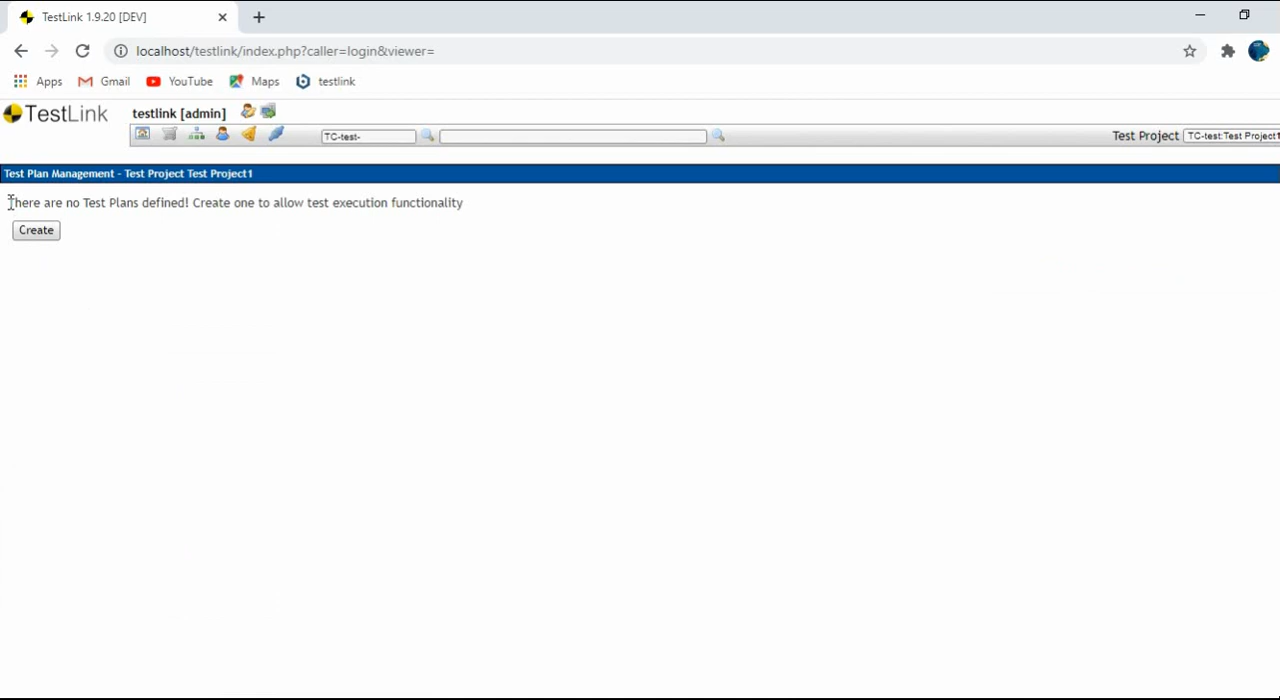 TestLink 1.9.20 [DEV]
localhost/testlink/index.php?caller=login&viewer=
Apps Gmail YouTube Maps testlink
TestLink testlink [admin]
TC-test- Test Project TC-test:Test Project1
Test Plan Management - Test Project Test Project1
There are no Test Plans defined! Create one to allow test execution functionality
Create